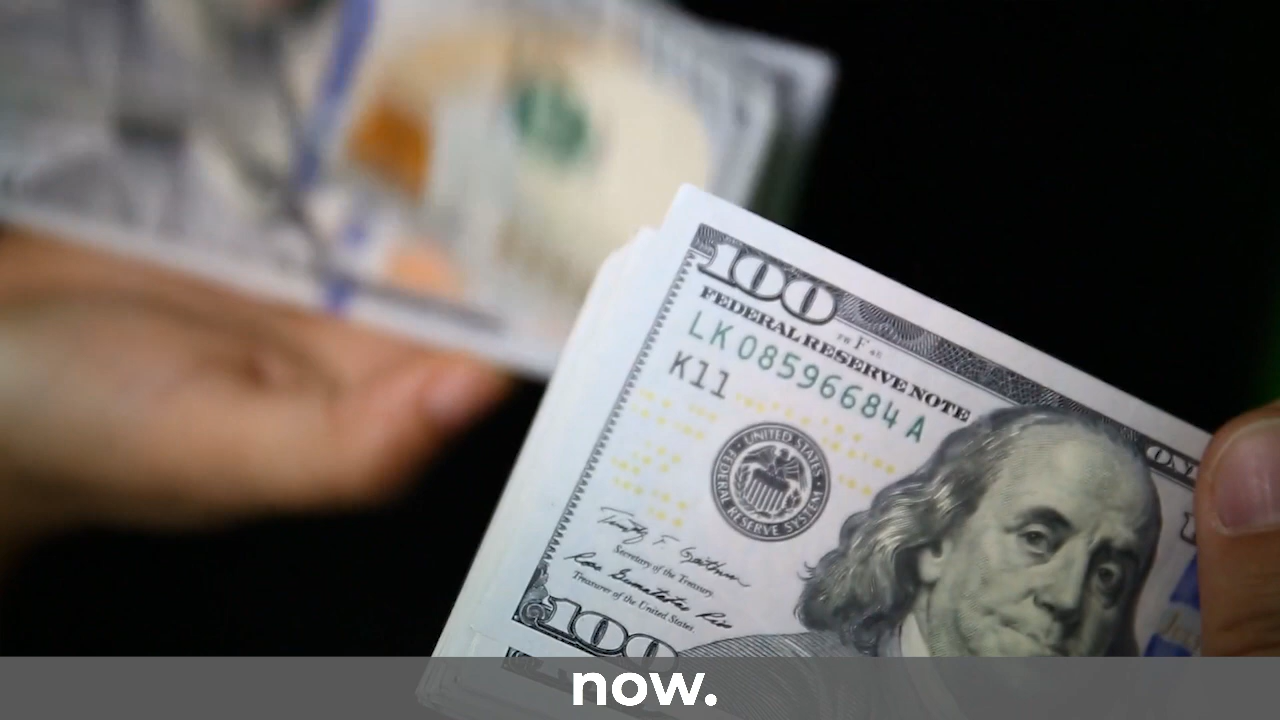 100
FEDERAL RESERVE NOTE
LK 08596684 A
K11
UNITED STATES
FEDERAL RESERVE SYSTEM
Secretary of the Treasury.
Treasurer of the United States.
100
now.